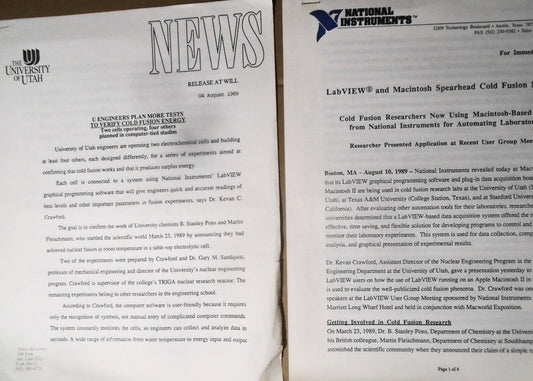 THE
UNIVERSITY
OF UTAH
NEWS
RELEASE AT WILL
04 August 1989
U ENGINEERS PLAN MORE TESTS
TO VERIFY COLD FUSION ENERGY
Two cells operating, four others
planned in computer-tied studies
University of Utah engineers are operating two electrochemical cells and building
at least four others, each designed differently, for a series of experiments aimed at
confirming that cold fusion works and that it produces surplus energy.
Each cell is connected to a system using National Instruments' LabVIEW
graphical programming software that will give engineers quick and accurate readings of
heat levels and other important parameters in fusion experiments, says Dr. Kevan C.
Crawford.
The goal is to confirm the work of University chemists B. Stanley Pons and Martin
Fleischmann, who startled the scientific world March 23, 1989 by announcing they had
achieved nuclear fusion at room temperature in a table-top electrolytic cell.
Two of the experiments were prepared by Crawford and Dr. Gary M. Sandquist,
professor of mechanical engineering and director of the University's nuclear engineering
program. Crawford is supervisor of the college's TRIGA nuclear research reactor. The
remaining experiments belong to other researchers in the engineering school.
According to Crawford, the computer software is user-friendly because it requires
only the recognition of symbols, not manual entry of complicated computer commands.
The system constantly monitors the cells, so engineers can collect and analyze data in
seconds. A wide range of information from water temperature to energy input and output
NATIONAL
INSTRUMENTS™
12109 Technology Boulevard • Austin, Texas 787
FAX (512) 250-0382 • Sales
For Immed
LabVIEW® and Macintosh Spearhead Cold Fusion
Cold Fusion Researchers Now Using Macintosh-Based
from National Instruments for Automating Laborator
Researcher Presented Application at Recent User Group Meet
Boston, MA – August 10, 1989 – National Instruments revealed today at Mach
that its LabVIEW graphical programming software and plug-in data acquisition boar
Macintosh II are being used in cold fusion research labs at the University of Utah (S
Utah), at Texas A&M University (College Station, Texas), and at Stanford Universi
California). After evaluating other automation tools for their laboratories, researcher
universities determined that a LabVIEW-based data acquisition system offered the m
effective, time saving, and flexible solution for developing programs to control and
monitor their laboratory experiments. This system is used for data collection, comp
analysis, and graphical presentation of experimental results.
Dr. Kevan Crawford, Assistant Director of the Nuclear Engineering Program in the
Engineering Department at the University of Utah, gave a presentation yesterday to
LabVIEW users on how the use of LabVIEW running on an Apple Macintosh II in
is used to evaluate the well-publicized cold fusion phenomena. Dr. Crawford was one
speakers at the LabVIEW User Group Meeting sponsored by National Instruments
Marriott Long Wharf Hotel and held in conjunction with Macworld Exposition.
Getting Involved in Cold Fusion Research
On March 23, 1989, Dr. B. Stanley Pons, Department of Chemistry at the Universit
his British colleague, Martin Fleischmann, Department of Chemistry at Southampto
astonished the scientific community when they announced their claim of a simple e
Page 1 of 6